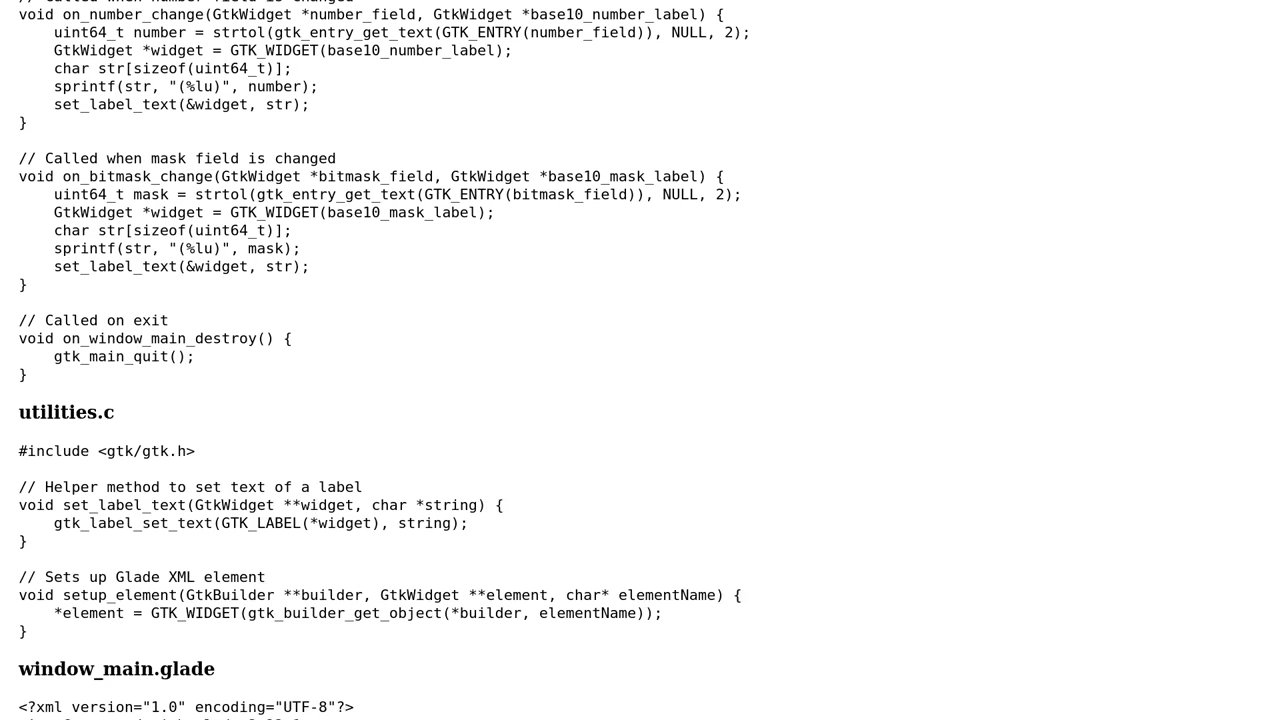 void on_number_change(GtkWidget *number_field, GtkWidget *base10_number_label) {
    uint64_t number = strtol(gtk_entry_get_text(GTK_ENTRY(number_field)), NULL, 2);
    GtkWidget *widget = GTK_WIDGET(base10_number_label);
    char str[sizeof(uint64_t)];
    sprintf(str, "(%lu)", number);
    set_label_text(&widget, str);
}

// Called when mask field is changed
void on_bitmask_change(GtkWidget *bitmask_field, GtkWidget *base10_mask_label) {
    uint64_t mask = strtol(gtk_entry_get_text(GTK_ENTRY(bitmask_field)), NULL, 2);
    GtkWidget *widget = GTK_WIDGET(base10_mask_label);
    char str[sizeof(uint64_t)];
    sprintf(str, "(%lu)", mask);
    set_label_text(&widget, str);
}

// Called on exit
void on_window_main_destroy() {
    gtk_main_quit();
}
utilities.c
#include <gtk/gtk.h>

// Helper method to set text of a label
void set_label_text(GtkWidget **widget, char *string) {
    gtk_label_set_text(GTK_LABEL(*widget), string);
}

// Sets up Glade XML element
void setup_element(GtkBuilder **builder, GtkWidget **element, char* elementName) {
    *element = GTK_WIDGET(gtk_builder_get_object(*builder, elementName));
}
window_main.glade
<?xml version="1.0" encoding="UTF-8"?>